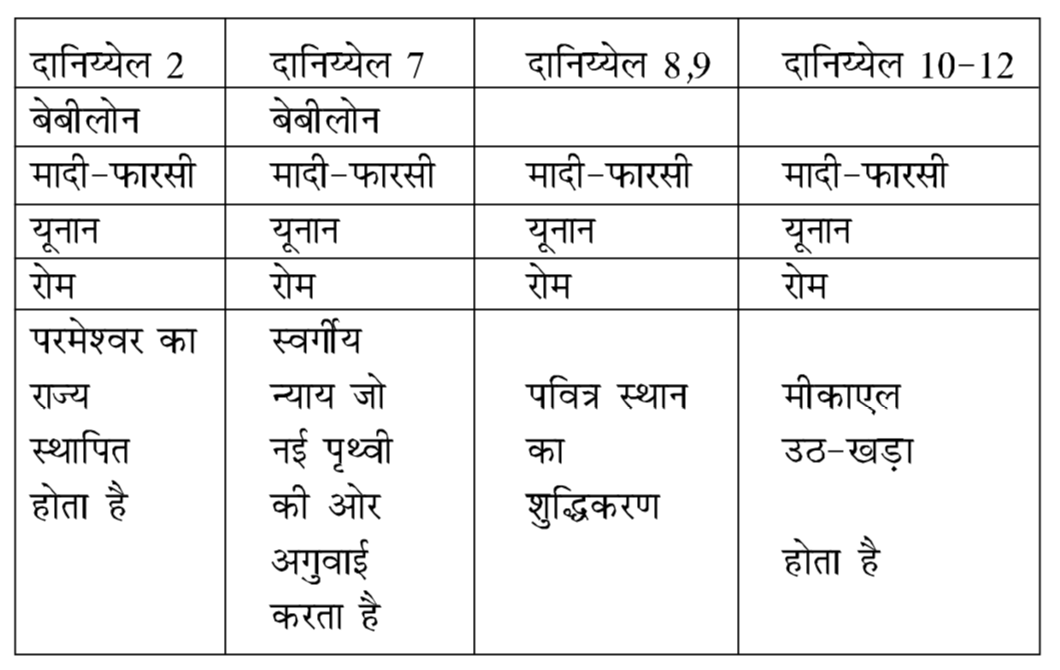 दानिय्येल 2 दानिय्येल 7 दानिय्येल 8,9 दानिय्येल 10-12
बेबीलोन बेबीलोन
मादी-फारसी मादी-फारसी मादी-फारसी मादी-फारसी
यूनान यूनान यूनान यूनान
रोम रोम रोम रोम
परमेश्वर का
राज्य
स्थापित
होता है
स्वर्गीय
न्याय जो
नई पृथ्वी
की ओर
अगुवाई
करता है
पवित्र स्थान
का
शुद्धिकरण
मीकाएल
उठ-खड़ा
होता है